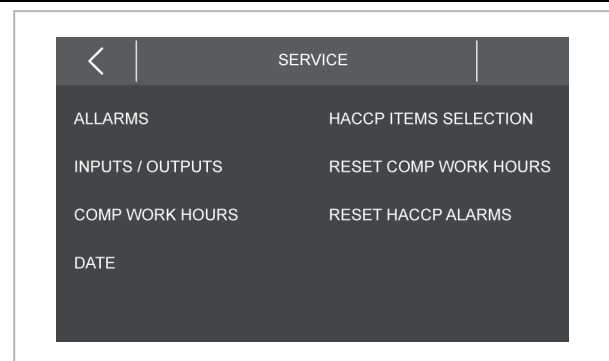 SERVICE
ALLARMS
INPUTS / OUTPUTS
COMP WORK HOURS
DATE
HACCP ITEMS SELECTION
RESET COMP WORK HOURS
RESET HACCP ALARMS